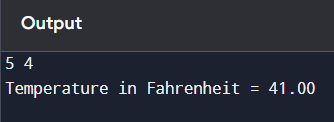 Output
5 4
Temperature in Fahrenheit = 41.00